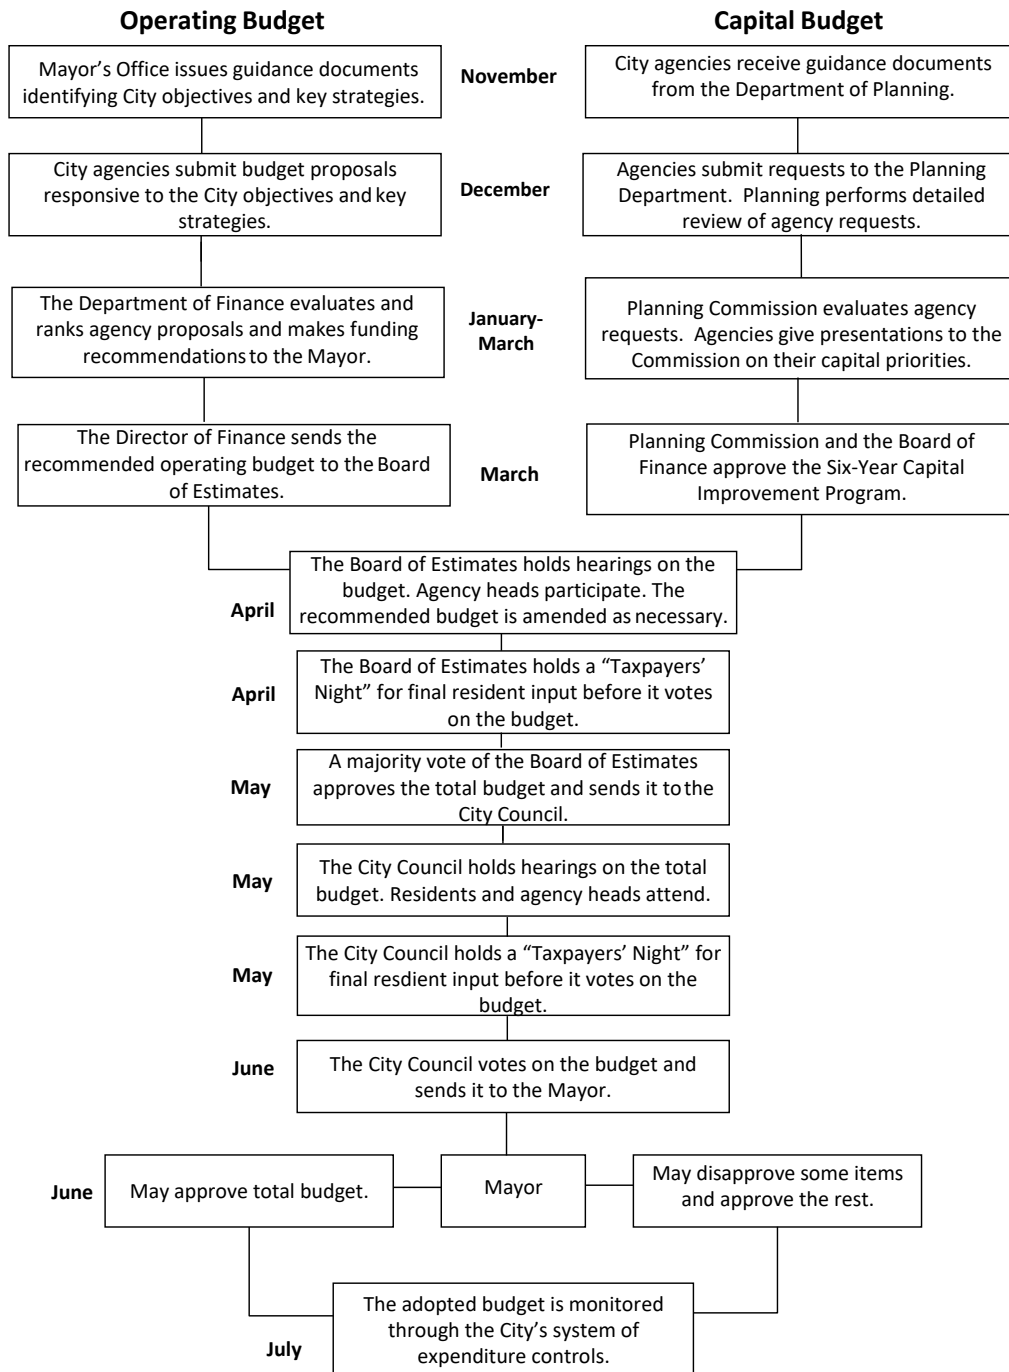 Operating Budget
Capital Budget
Mayor’s Office issues guidance documents
identifying City objectives and key strategies.
November
City agencies receive guidance documents
from the Department of Planning.
City agencies submit budget proposals
responsive to the City objectives and key
strategies.
December
Agencies submit requests to the Planning
Department. Planning performs detailed
review of agency requests.
The Department of Finance evaluates and
ranks agency proposals and makes funding
recommendations to the Mayor.
January-
March
Planning Commission evaluates agency
requests. Agencies give presentations to the
Commission on their capital priorities.
The Director of Finance sends the
recommended operating budget to the Board
of Estimates.
March
Planning Commission and the Board of
Finance approve the Six-Year Capital
Improvement Program.
April
The Board of Estimates holds hearings on the
budget. Agency heads participate. The
recommended budget is amended as necessary.
April
The Board of Estimates holds a “Taxpayers’
Night” for final resident input before it votes
on the budget.
May
A majority vote of the Board of Estimates
approves the total budget and sends it to the
City Council.
May
The City Council holds hearings on the total
budget. Residents and agency heads attend.
May
The City Council holds a “Taxpayers’ Night” for
final resdient input before it votes on the
budget.
June
The City Council votes on the budget and
sends it to the Mayor.
June
May approve total budget.
Mayor
May disapprove some items
and approve the rest.
July
The adopted budget is monitored
through the City’s system of
expenditure controls.